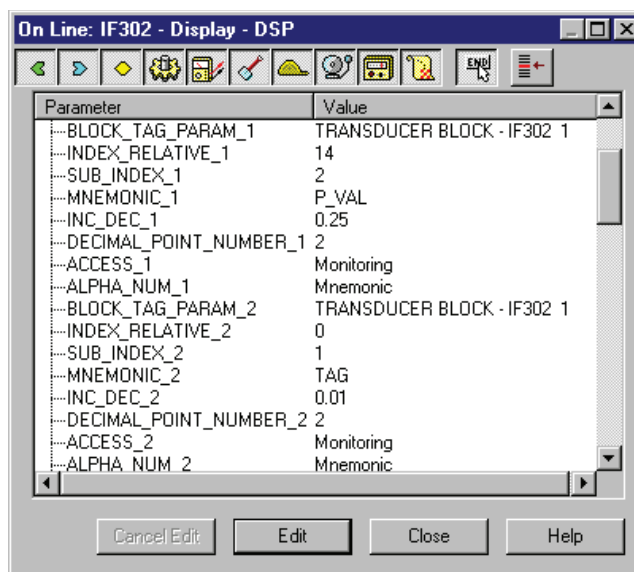 On Line: IF302 - Display - DSP
END
Parameter Value
BLOCK_TAG_PARAM_1 TRANSDUCER BLOCK - IF302 1
INDEX_RELATIVE_1 14
SUB_INDEX_1 2
MNEMONIC_1 P_VAL
INC_DEC_1 0.25
DECIMAL_POINT_NUMBER_1 2
ACCESS_1 Monitoring
ALPHA_NUM_1 Mnemonic
BLOCK_TAG_PARAM_2 TRANSDUCER BLOCK - IF302 1
INDEX_RELATIVE_2 0
SUB_INDEX_2 1
MNEMONIC_2 TAG
INC_DEC_2 0.01
DECIMAL_POINT_NUMBER_2 2
ACCESS_2 Monitoring
ALPHA_NUM_2 Mnemonic
Cancel Edit Edit Close Help